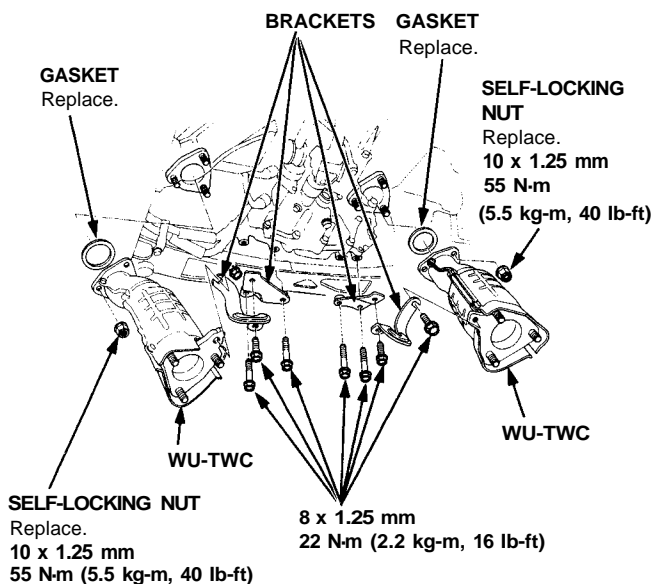 BRACKETS
GASKET
Replace.
GASKET
Replace.
SELF-LOCKING
NUT
Replace.
10 x 1.25 mm
55 N·m
(5.5 kg-m, 40 lb-ft)
WU-TWC
WU-TWC
SELF-LOCKING NUT
Replace.
10 x 1.25 mm
55 N·m (5.5 kg-m, 40 lb-ft)
8 x 1.25 mm
22 N·m (2.2 kg-m, 16 lb-ft)